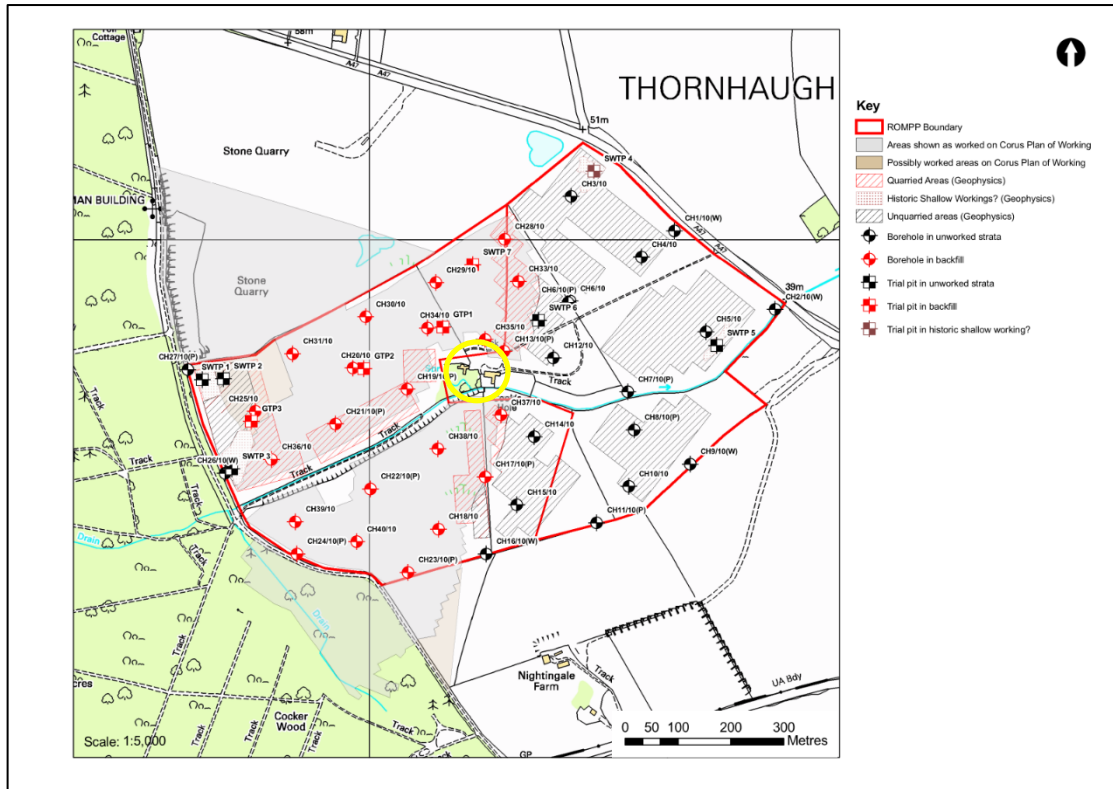 Cottage
58m
A47
A47
THORNHAUGH
Stone Quarry
51m
SWTP 4
CH3/10
MAN BUILDING
CH1/10(W)
CH28/10
CH4/10
A47
A47
SWTP 7
CH29/10
CH33/10
Stone
Quarry
CH6/10(P)
CH6/10
39m
CH2/10(W)
CH30/10
CH34/10
GTP1
SWTP 6
CH5/10
SWTP 5
CH35/10
CH13/10(P)
CH31/10
CH12/10
CH27/10(P)
SWTP 1
SWTP 2
CH20/10
GTP2
CH19/10(P)
Track
CH7/10(P)
CH25/10
GTP3
CH21/10(P)
CH37/10
Hole
CH14/10
CH8/10(P)
Track
CH38/10
CH26/10(W)
SWTP 3
CH36/10
Track
CH22/10(P)
CH17/10(P)
CH9/10(W)
CH10/10
CH15/10
CH39/10
CH40/10
CH18/10
CH11/10(P)
Drain
Track
CH24/10(P)
CH23/10(P)
CH16/10(W)
Track
Drain
Track
Track
Nightingale
Farm
Track
UA Bdy
acres
Cocker
Wood
Track
GP
Scale: 1:5,000
0 50 100 200 300
Metres
Key
ROMPP Boundary
Areas shown as worked on Corus Plan of Working
Possibly worked areas on Corus Plan of Working
Quarried Areas (Geophysics)
Historic Shallow Workings? (Geophysics)
Unquarried areas (Geophysics)
Borehole in unworked strata
Borehole in backfill
Trial pit in unworked strata
Trial pit in backfill
Trial pit in historic shallow working?